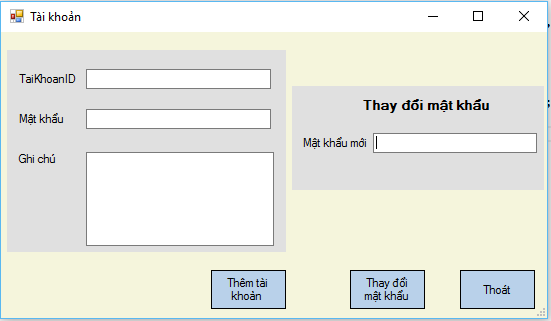 Tài khoản
TaiKhoanID
Mật khẩu
Ghi chú
Thay đổi mật khẩu
Mật khẩu mới
Thêm tài
khoản
Thay đổi
mật khẩu
Thoát